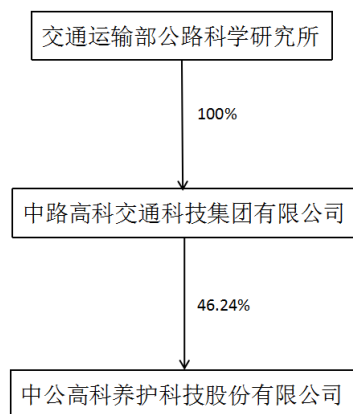 交通运输部公路科学研究所
100%
中路高科交通科技集团有限公司
46.24%
中公高科养护科技股份有限公司